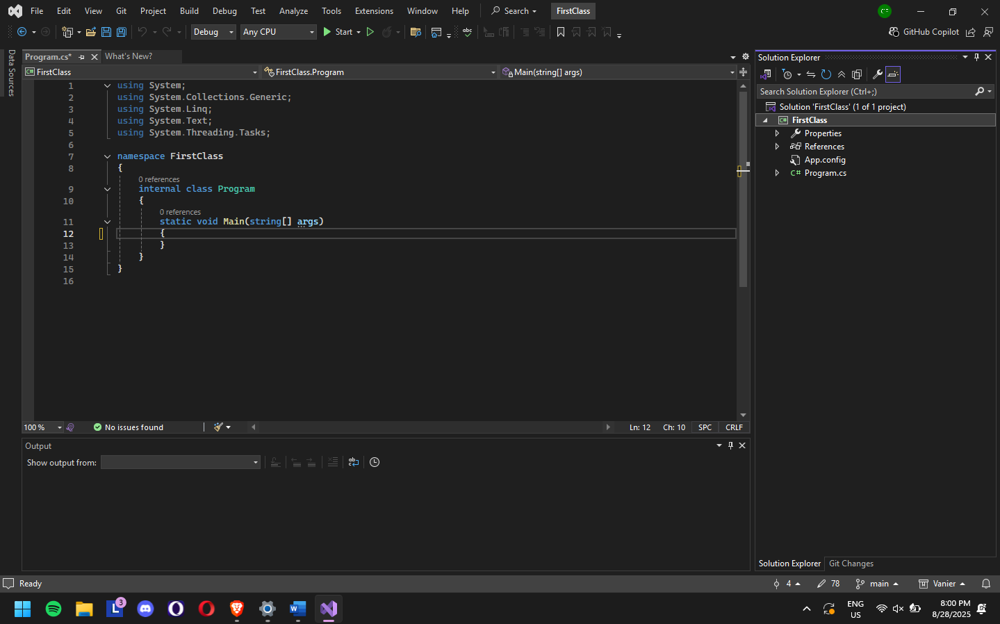 File Edit View Git Project Build Debug Test Analyze Tools Extensions Window Help Search FirstClass
Debug Any CPU Start abc GitHub Copilot
Data Sources
Program.cs* What's New?
C# FirstClass FirstClass.Program Main(string[] args)
1 using System;
2 using System.Collections.Generic;
3 using System.Linq;
4 using System.Text;
5 using System.Threading.Tasks;
6
7 namespace FirstClass
8 {
0 references
9 internal class Program
10 {
0 references
11 static void Main(string[] args)
12 {
13 }
14 }
15 }
16
100 % No issues found Ln: 12 Ch: 10 SPC CRLF
Output
Show output from:
Solution Explorer
Search Solution Explorer (Ctrl+;)
Solution 'FirstClass' (1 of 1 project)
C# FirstClass
Properties
References
App.config
C# Program.cs
Solution Explorer Git Changes
Ready 4 78 main Vanier
L 3
ENG
US
8:00 PM
8/28/2025